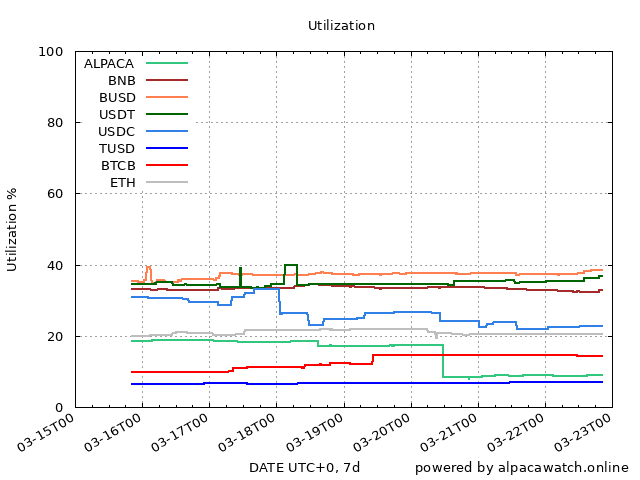 Utilization
100
80
60
40
20
0
Utilization %
ALPACA
BNB
BUSD
USDT
USDC
TUSD
BTCB
ETH
03-15T00
03-16T00
03-17T00
03-18T00
03-19T00
03-20T00
03-21T00
03-22T00
03-23T00
DATE UTC+0, 7d
powered by alpacawatch.online